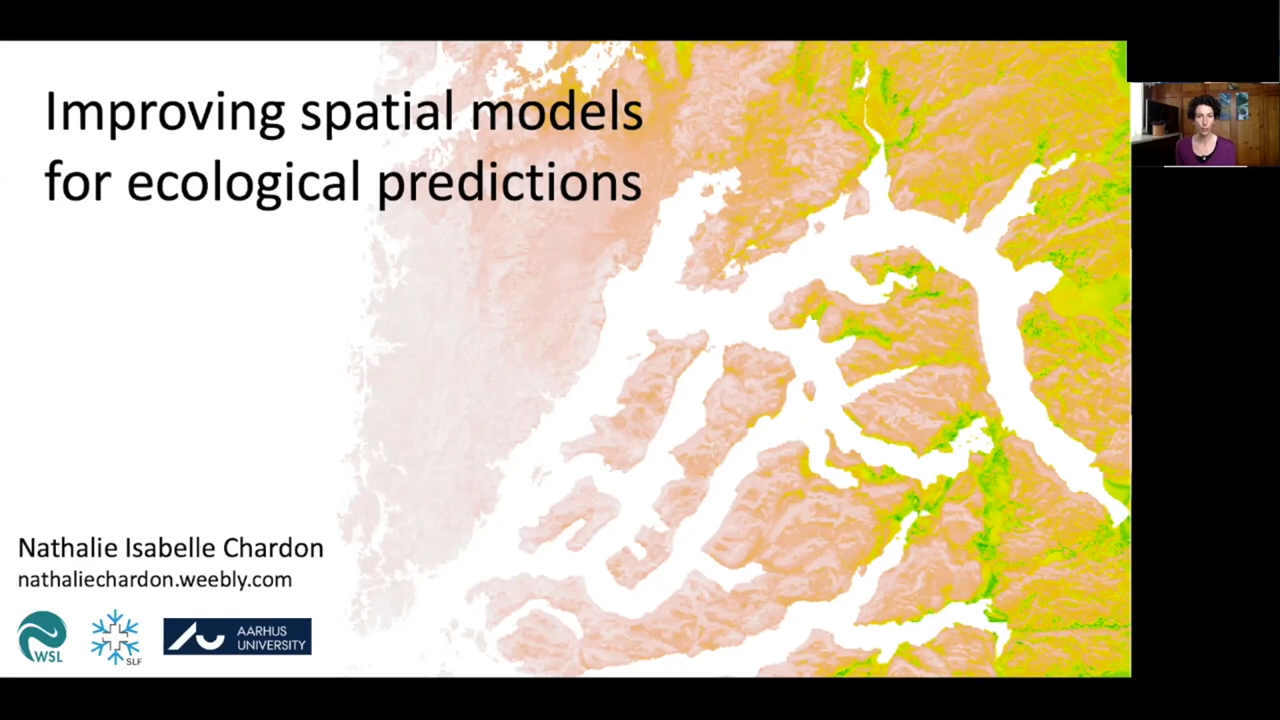 Improving spatial models
for ecological predictions
Nathalie Isabelle Chardon
nathaliechardon.weebly.com
WSL
SLF
AARHUS
UNIVERSITY